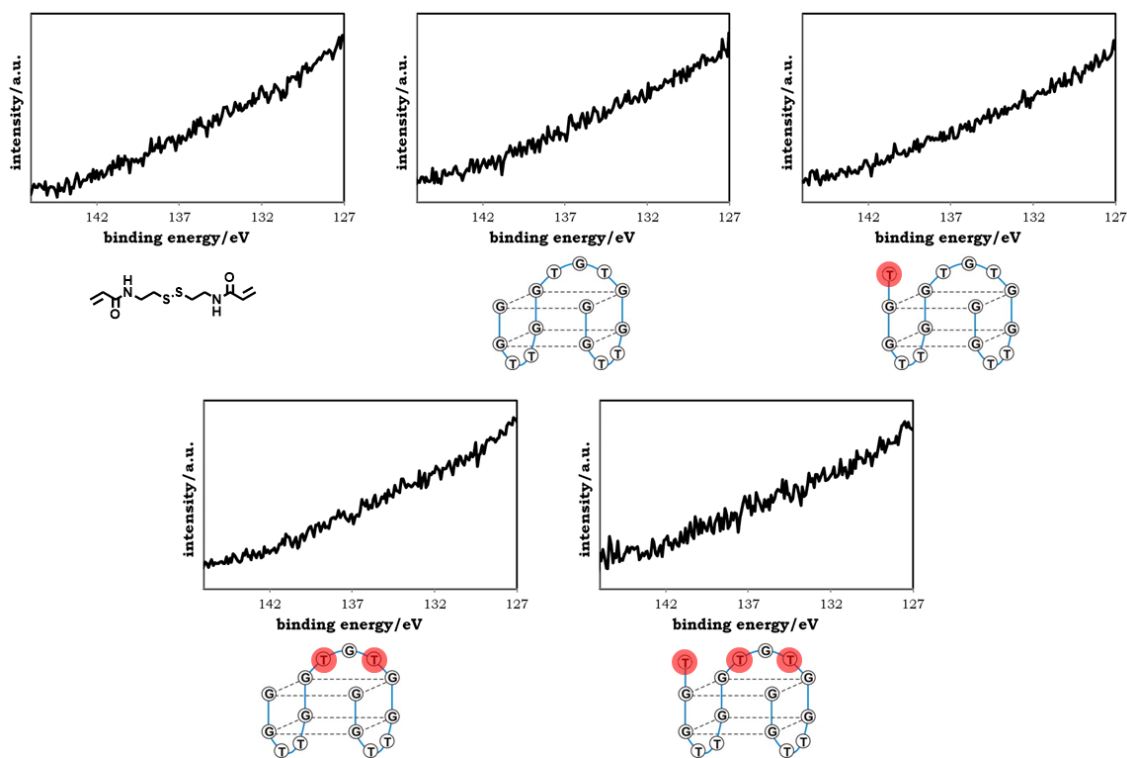 intensity/a.u.
142 137 132 127
binding energy/eV
intensity/a.u.
142 137 132 127
binding energy/eV
intensity/a.u.
142 137 132 127
binding energy/eV
H O
N S S N
O H
T G T
G G
G G
G G
G G
T T T T
T T G T
G G
G G
G G
G G
T T T T
intensity/a.u.
142 137 132 127
binding energy/eV
intensity/a.u.
142 137 132 127
binding energy/eV
T G T
G G
G G
G G
G G
T T T T
T T G T
G G
G G
G G
G G
T T T T